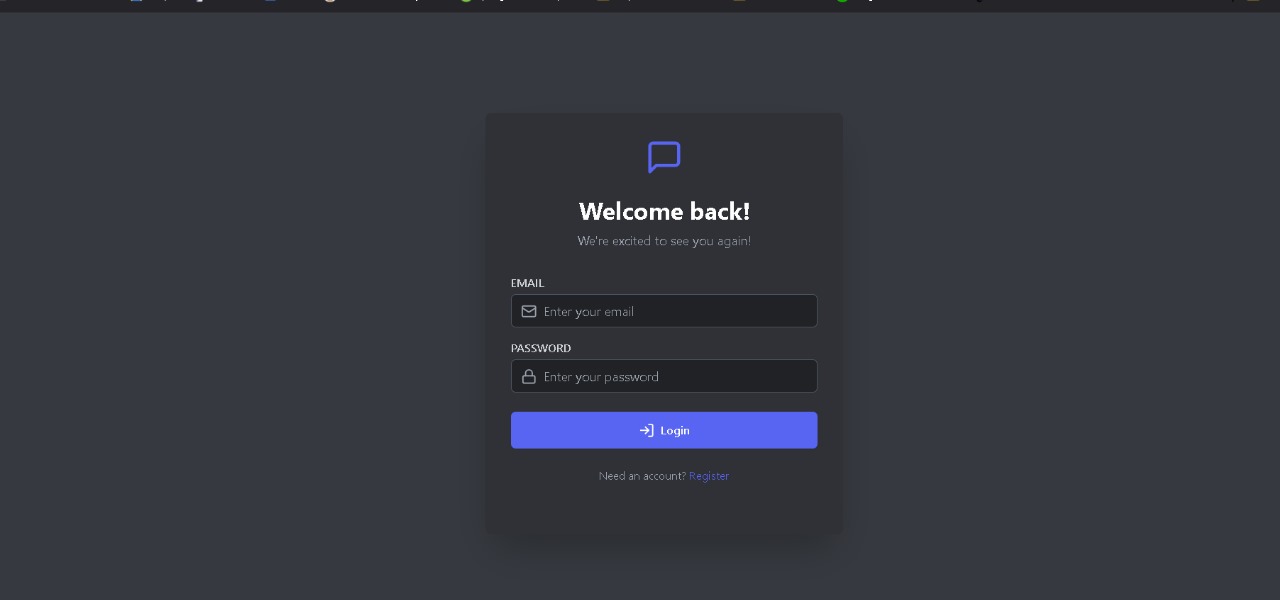 Welcome back!
We're excited to see you again!
EMAIL
Enter your email
PASSWORD
Enter your password
Login
Need an account? Register